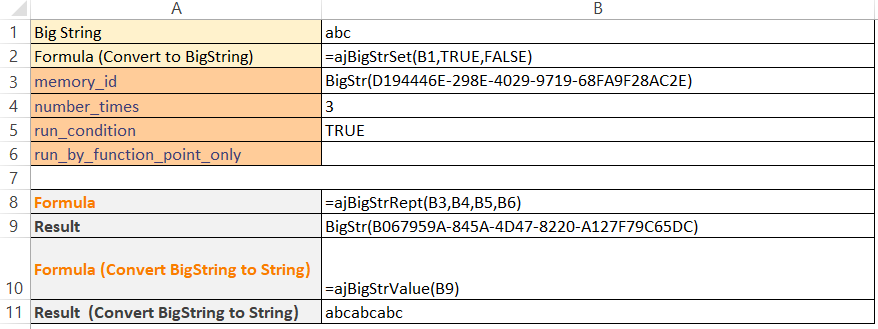 A B
1 Big String abc
2 Formula (Convert to BigString) =ajBigStrSet(B1,TRUE,FALSE)
3 memory_id BigStr(D194446E-298E-4029-9719-68FA9F28AC2E)
4 number_times 3
5 run_condition TRUE
6 run_by_function_point_only
7
8 Formula =ajBigStrRept(B3,B4,B5,B6)
9 Result BigStr(B067959A-845A-4D47-8220-A127F79C65DC)
Formula (Convert BigString to String)
10 =ajBigStrValue(B9)
11 Result (Convert BigString to String) abcabcabc